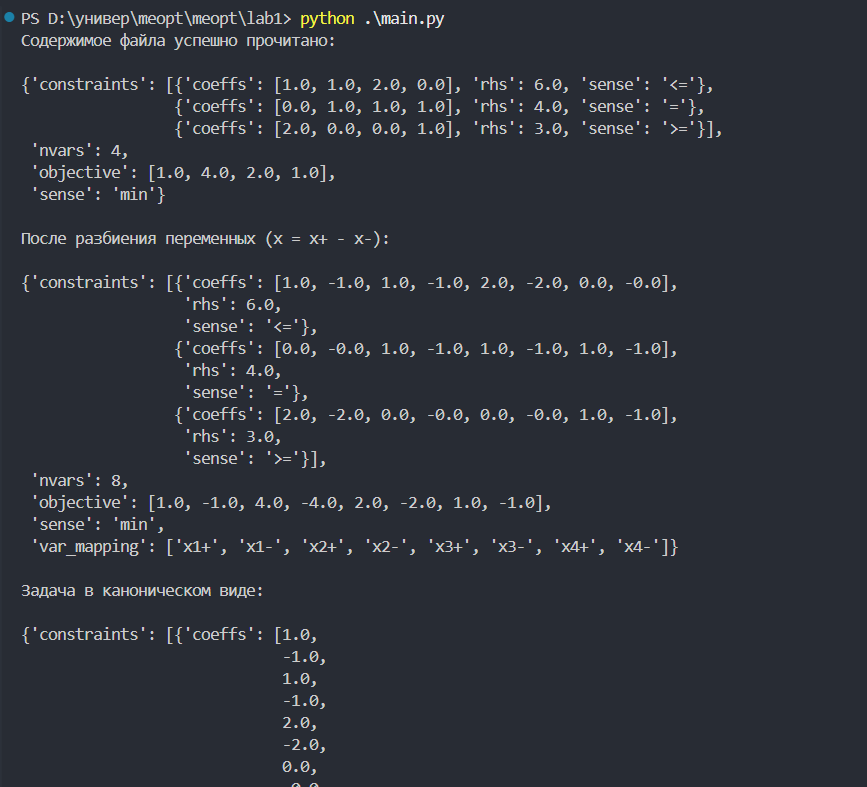 PS D:\универ\meopt\meopt\lab1> python .\main.py
Содержимое файла успешно прочитано:
{'constraints': [{'coeffs': [1.0, 1.0, 2.0, 0.0], 'rhs': 6.0, 'sense': '<='},
{'coeffs': [0.0, 1.0, 1.0, 1.0], 'rhs': 4.0, 'sense': '='},
{'coeffs': [2.0, 0.0, 0.0, 1.0], 'rhs': 3.0, 'sense': '>='}],
'nvars': 4,
'objective': [1.0, 4.0, 2.0, 1.0],
'sense': 'min'}
После разбиения переменных (x = x+ - x-):
{'constraints': [{'coeffs': [1.0, -1.0, 1.0, -1.0, 2.0, -2.0, 0.0, -0.0],
'rhs': 6.0,
'sense': '<='},
{'coeffs': [0.0, -0.0, 1.0, -1.0, 1.0, -1.0, 1.0, -1.0],
'rhs': 4.0,
'sense': '='},
{'coeffs': [2.0, -2.0, 0.0, -0.0, 0.0, -0.0, 1.0, -1.0],
'rhs': 3.0,
'sense': '>='}],
'nvars': 8,
'objective': [1.0, -1.0, 4.0, -4.0, 2.0, -2.0, 1.0, -1.0],
'sense': 'min',
'var_mapping': ['x1+', 'x1-', 'x2+', 'x2-', 'x3+', 'x3-', 'x4+', 'x4-']}
Задача в каноническом виде:
{'constraints': [{'coeffs': [1.0,
-1.0,
1.0,
-1.0,
2.0,
-2.0,
0.0,